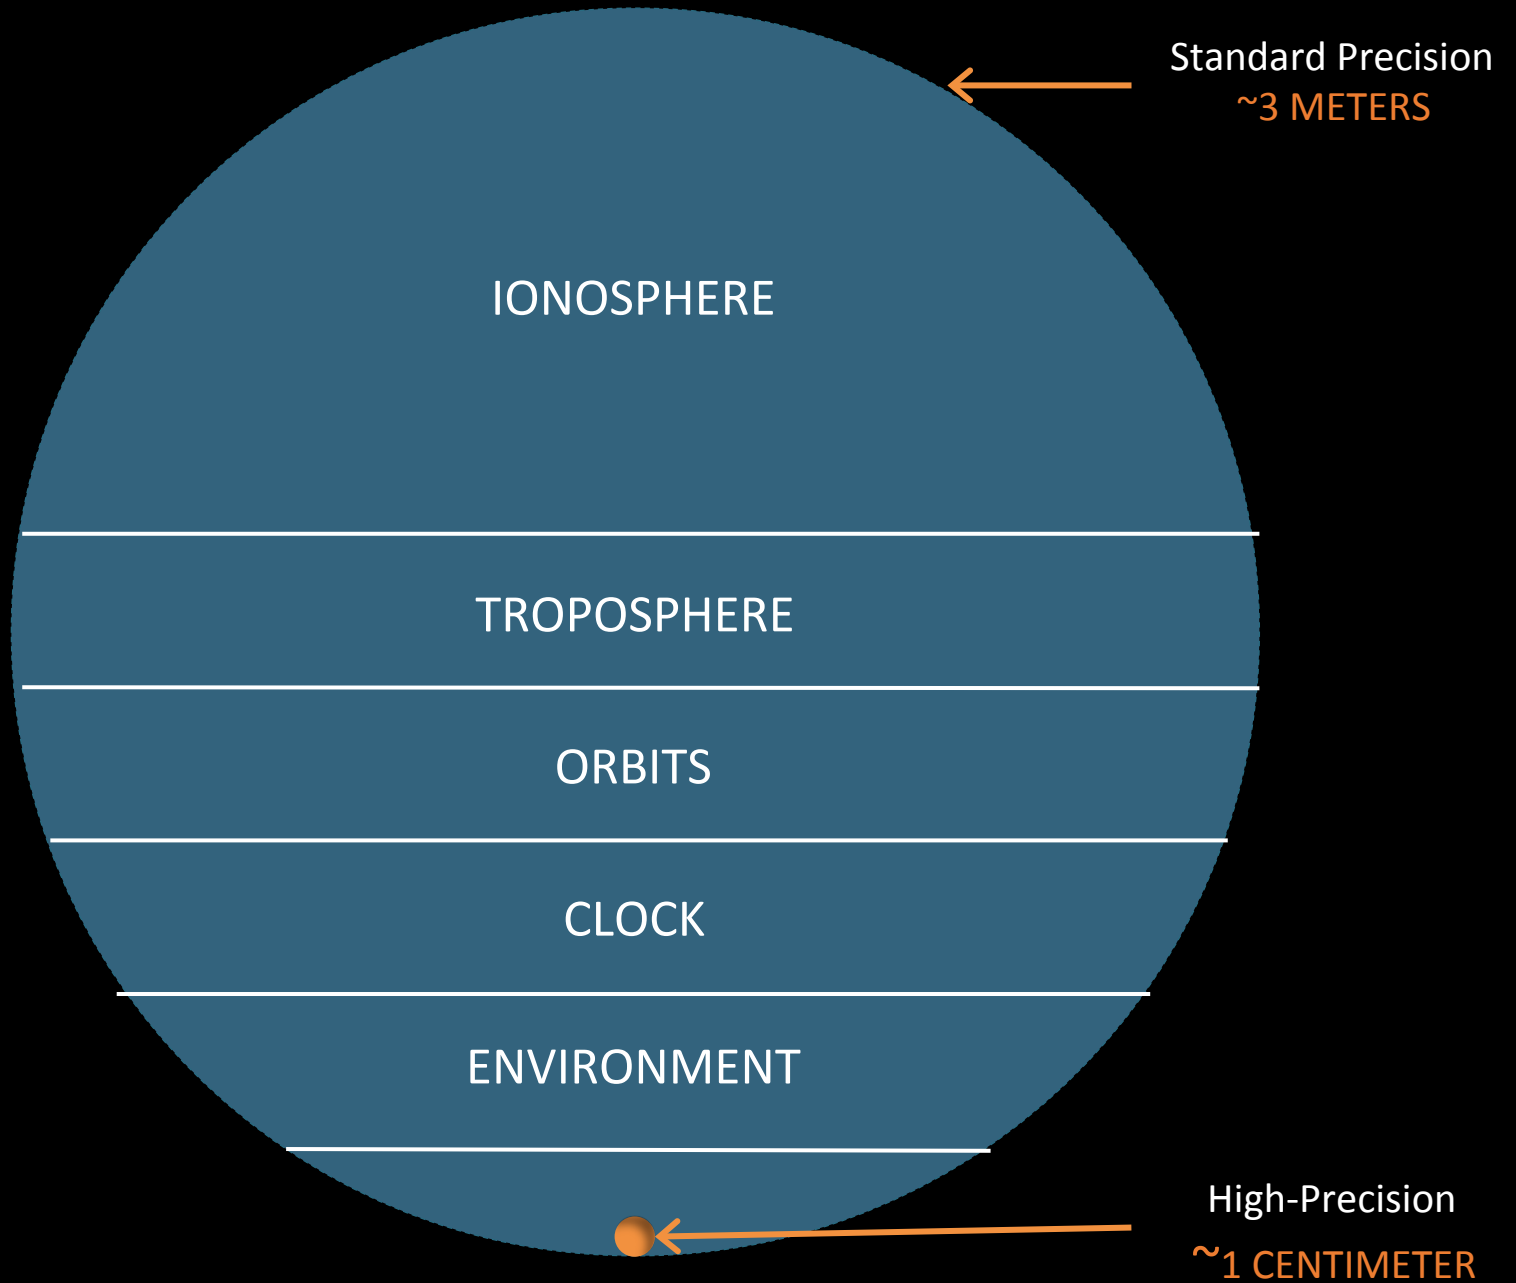 Standard Precision
~3 METERS
IONOSPHERE
TROPOSPHERE
ORBITS
CLOCK
ENVIRONMENT
High-Precision
~1 CENTIMETER